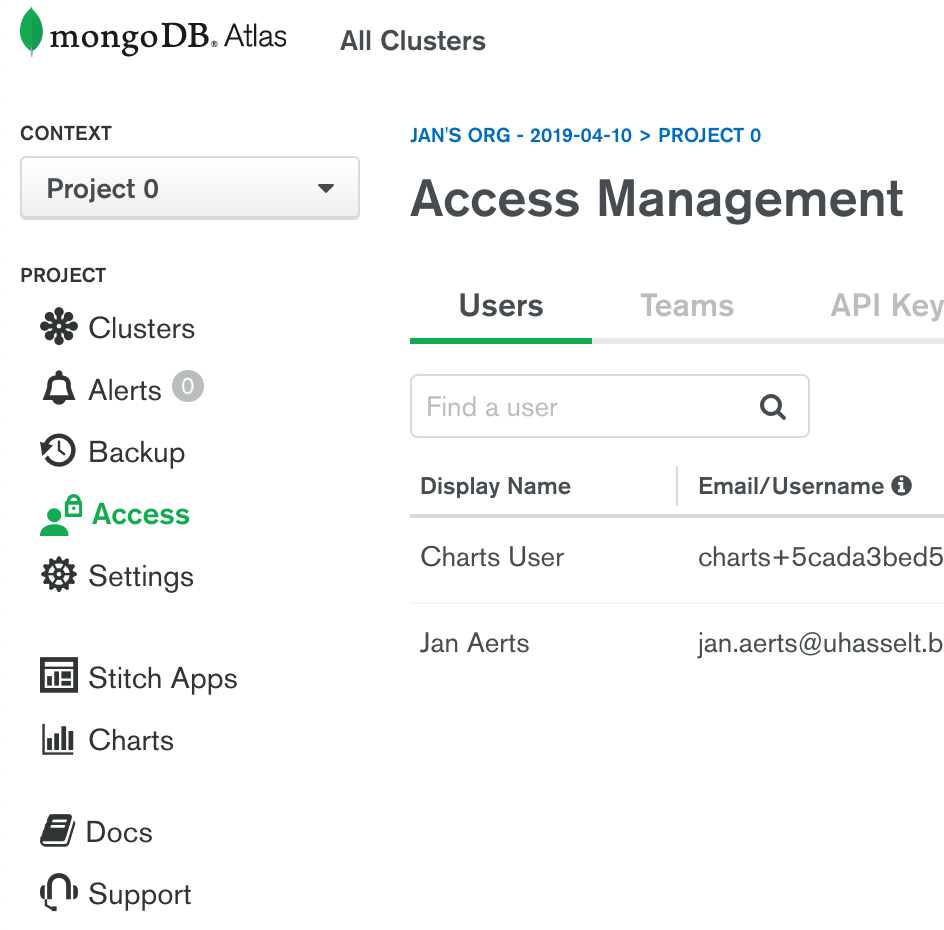 mongoDB® Atlas
All Clusters
CONTEXT
Project 0
PROJECT
Clusters
Alerts 0
Backup
Access
Settings
Stitch Apps
Charts
Docs
Support
JAN'S ORG - 2019-04-10 > PROJECT 0
Access Management
Users Teams API Key
Find a user
Display Name Email/Username
Charts User charts+5cada3bed5
Jan Aerts jan.aerts@uhasselt.b